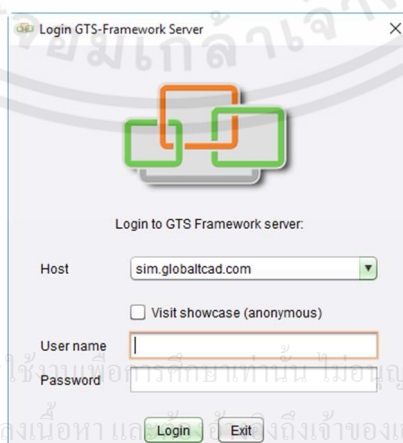 Login GTS-Framework Server
Login to GTS Framework server:
Host
sim.globaltcad.com
Visit showcase (anonymous)
User name
Password
Login Exit